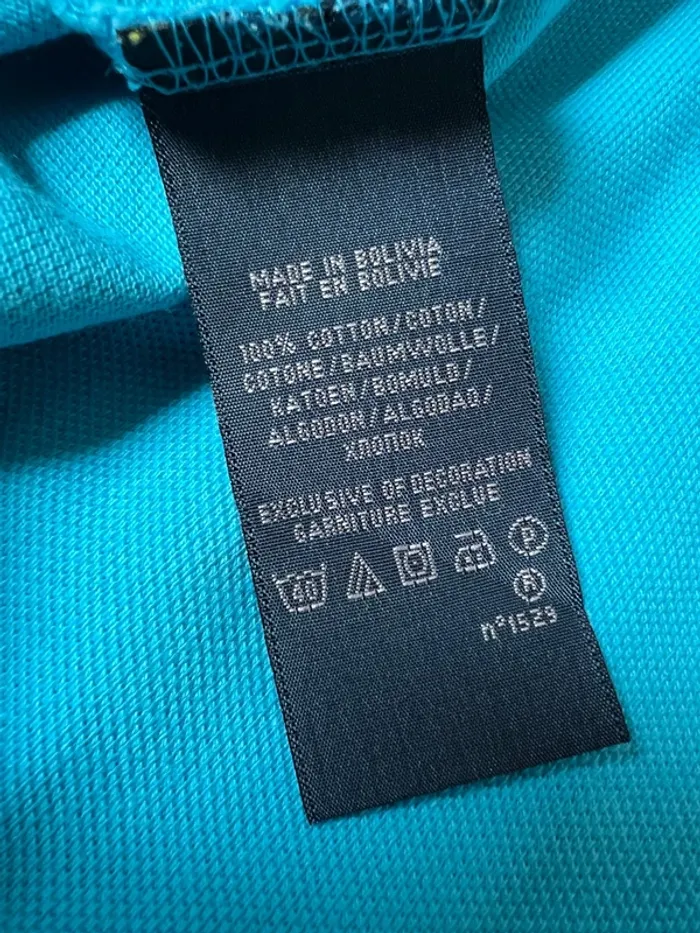 MADE IN BOLIVIA
FAIT EN BOLIVIE
100% COTTON/COTON/
COTONE/BAUMWOLLE/
KATOEN/BOMULD/
ALGODON/ALGODAO/
ХЛОПОК
EXCLUSIVE OF DECORATION
GARNITURE EXCLUE
40
P
n°1529